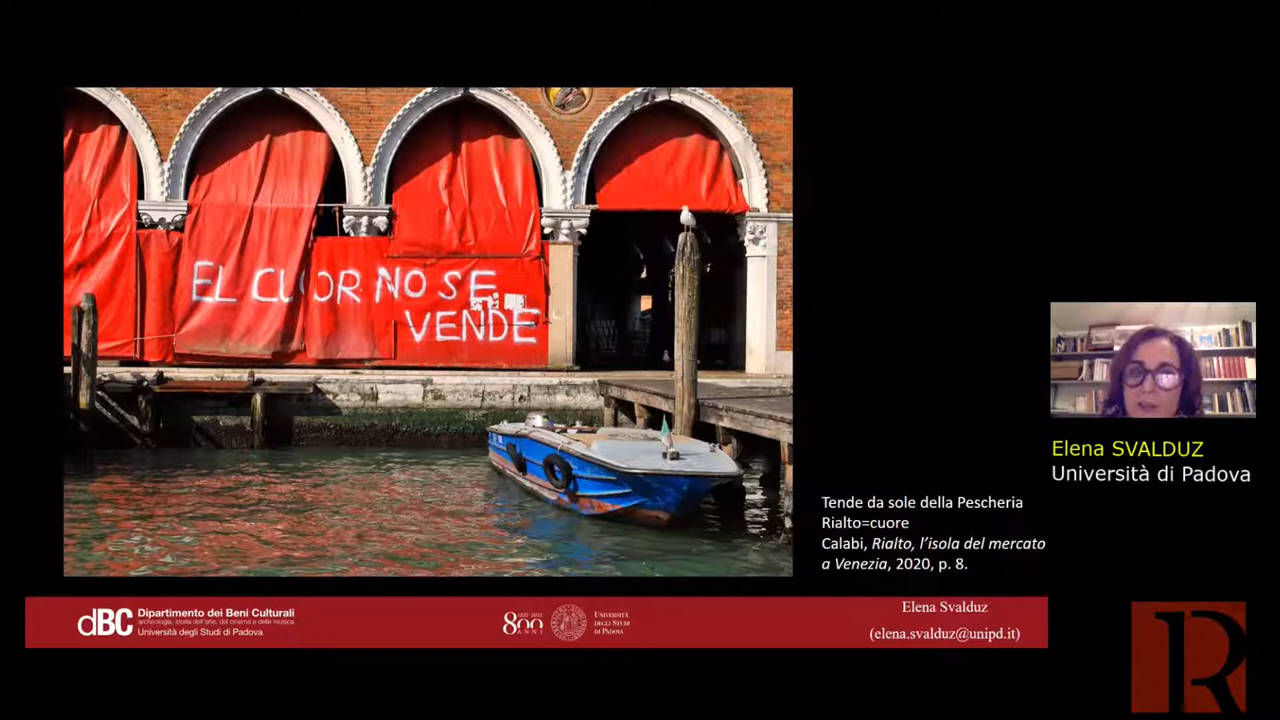 EL CUOR NO SE
VENDE
Elena SVALDUZ
Università di Padova
Tende da sole della Pescheria
Rialto=cuore
Calabi, Rialto, l'isola del mercato
a Venezia, 2020, p. 8.
dBC Dipartimento dei Beni Culturali
archeologia, storia dell'arte, del cinema e della musica
Università degli Studi di Padova
800
1222-2022
ANNI
UNIVERSITÀ
DEGLI STUDI
DI PADOVA
Elena Svalduz
(elena.svalduz@unipd.it)
R